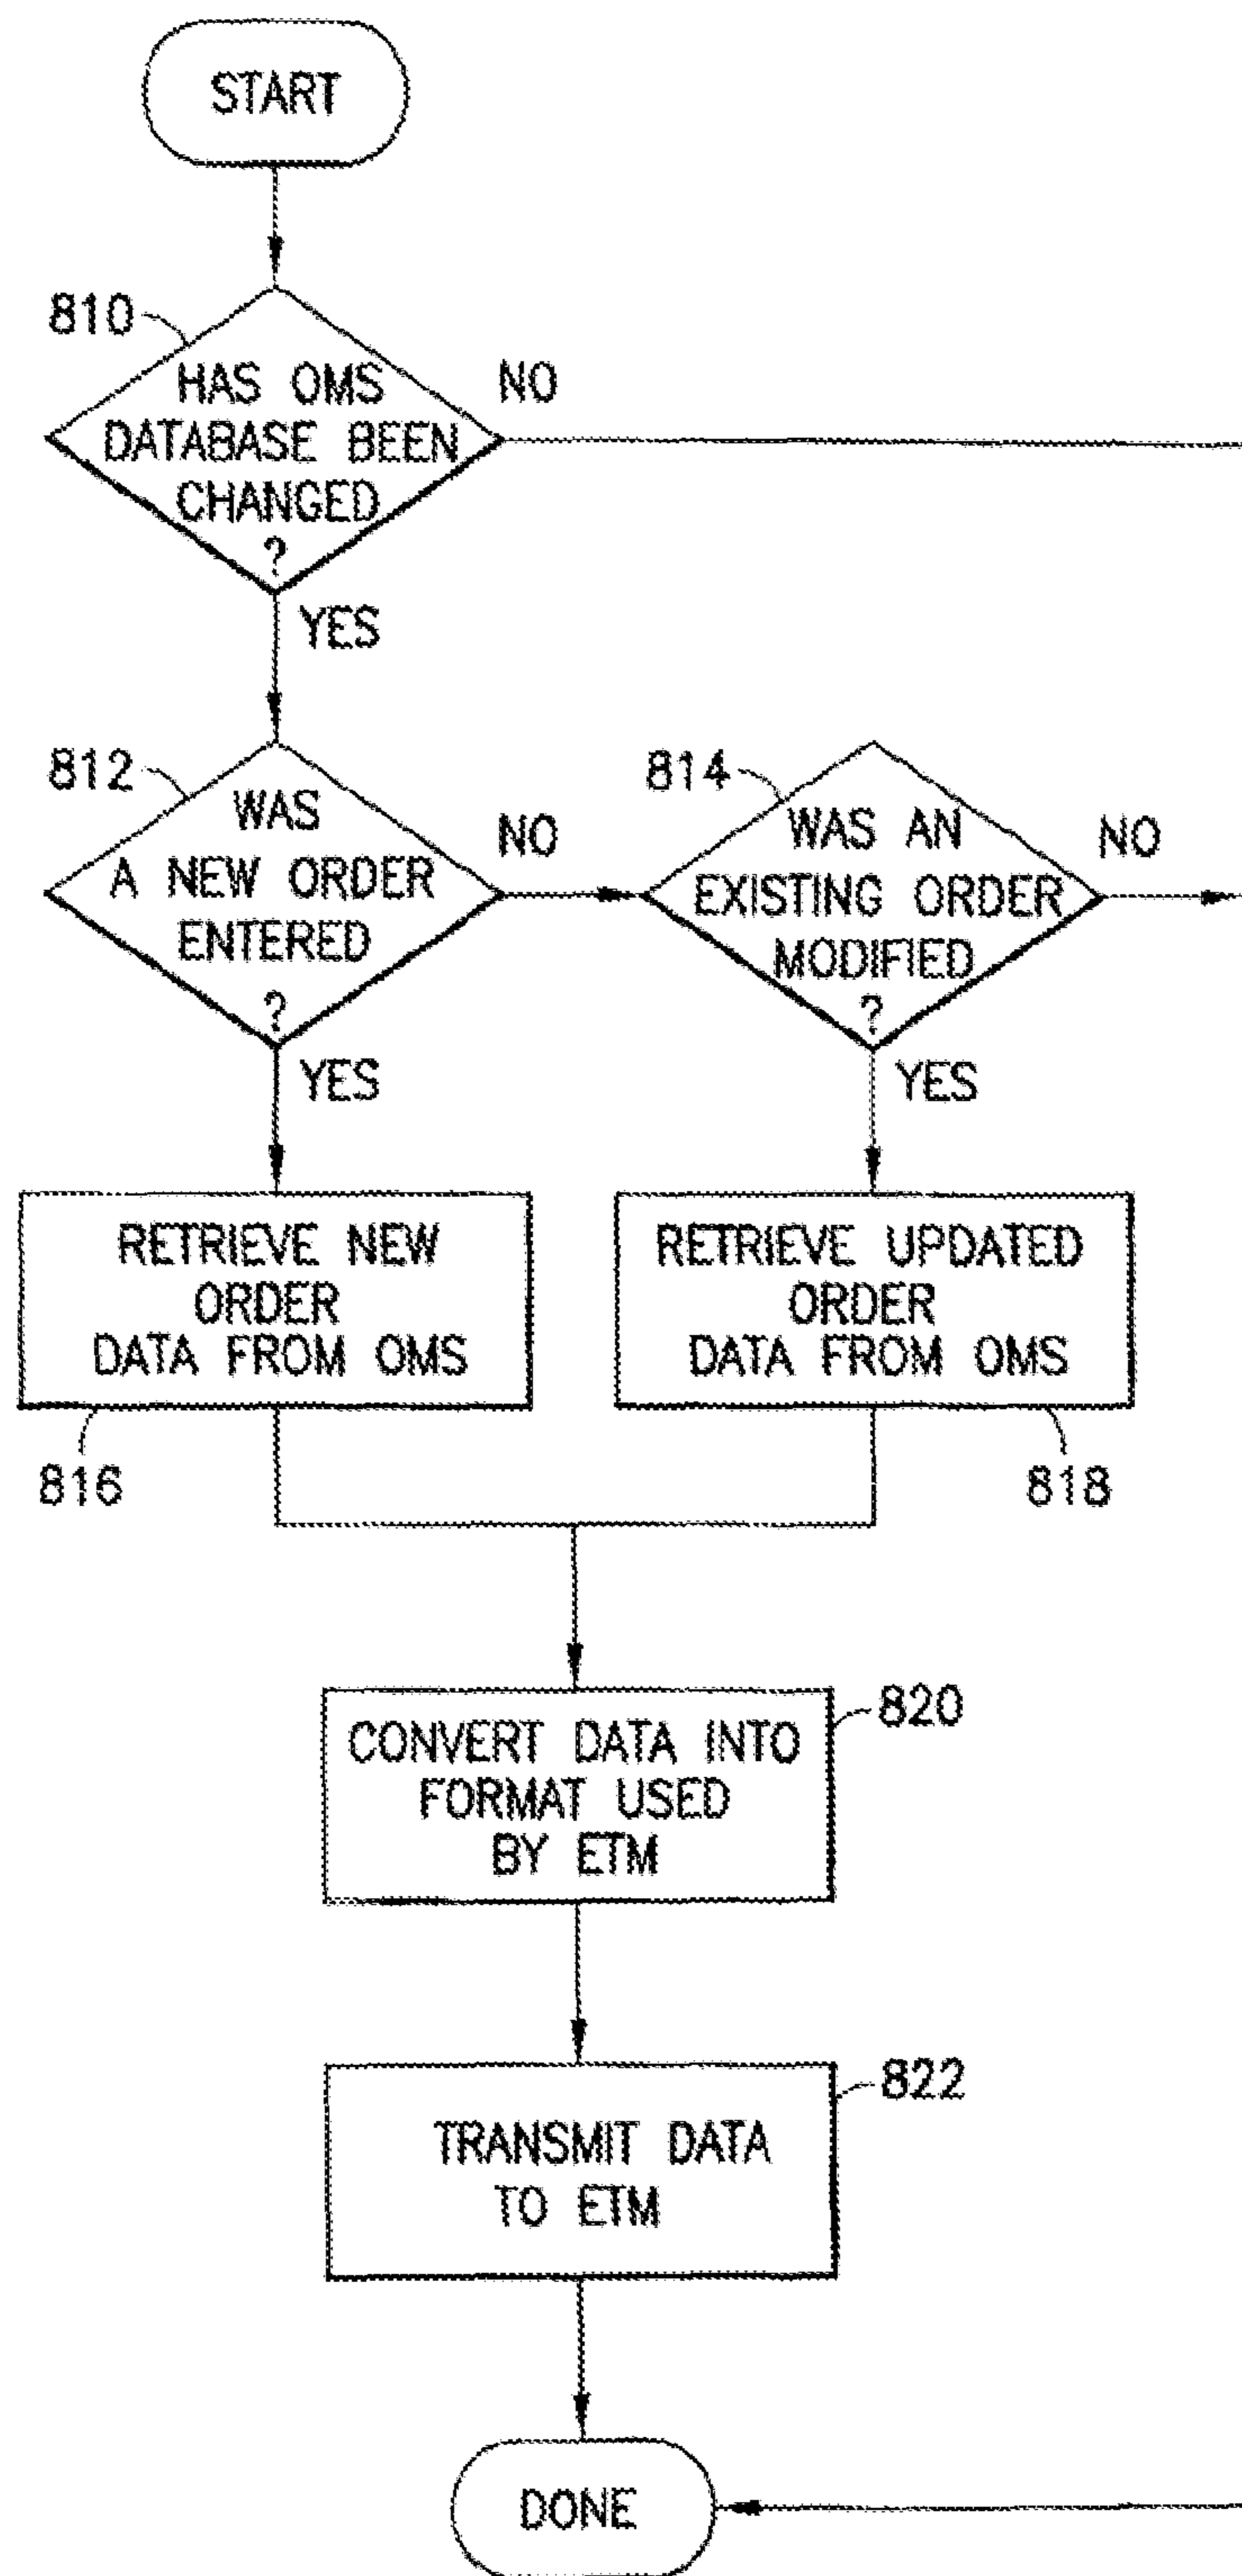 START
810
HAS OMS
DATABASE BEEN
CHANGED
?
NO
YES
812
WAS
A NEW ORDER
ENTERED
?
NO
YES
814
WAS AN
EXISTING ORDER
MODIFIED
?
NO
YES
RETRIEVE NEW
ORDER
DATA FROM OMS
816
RETRIEVE UPDATED
ORDER
DATA FROM OMS
818
CONVERT DATA INTO
FORMAT USED
BY ETM
820
TRANSMIT DATA
TO ETM
822
DONE